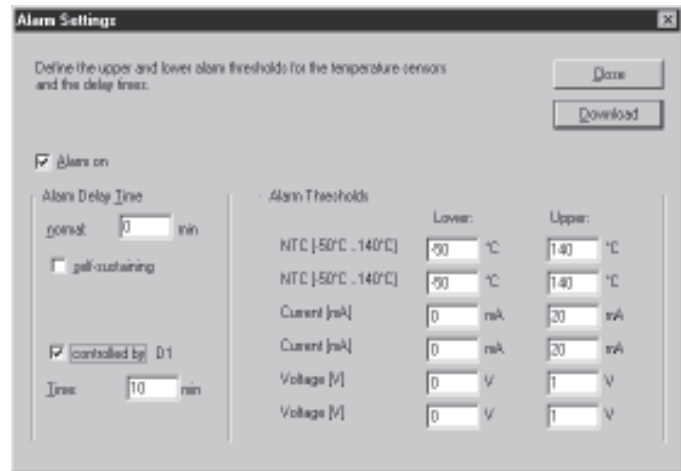 Alarm Settings
Define the upper and lower alarm thresholds for the temperature sensors
and the delay times.
Close
Download
Alarm on
Alarm Delay Time
normal: 0 min
self-sustaining
controlled by D1
Time: 10 min
Alarm Thresholds
Lower: Upper:
NTC [-50°C .. 140°C] -50 °C 140 °C
NTC [-50°C .. 140°C] -50 °C 140 °C
Current [mA] 0 mA 20 mA
Current [mA] 0 mA 20 mA
Voltage [V] 0 V 1 V
Voltage [V] 0 V 1 V